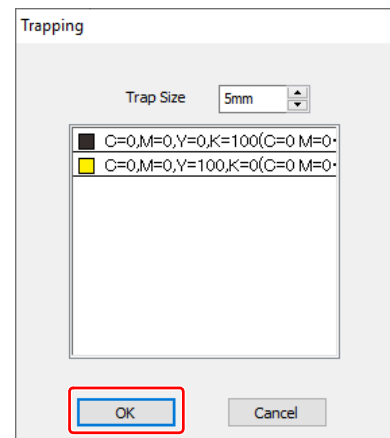 Trapping
Trap Size 5mm
C=0,M=0,Y=0,K=100(C=0 M=0
C=0,M=0,Y=100,K=0(C=0 M=0
OK Cancel